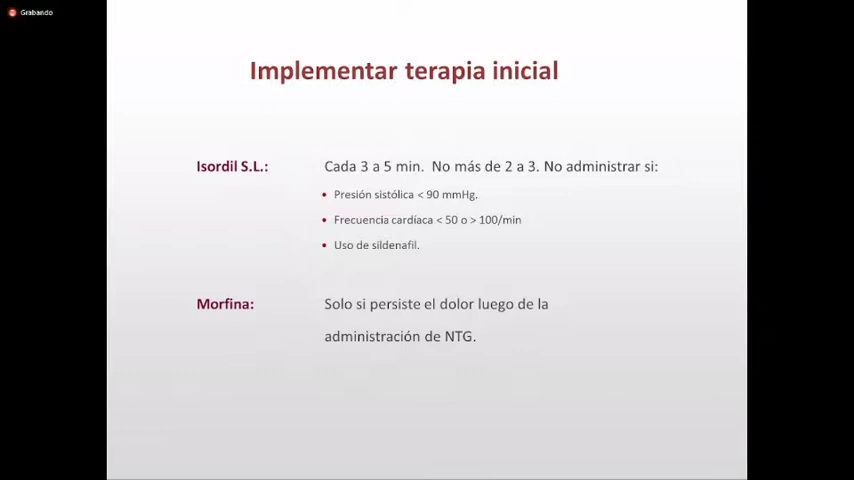 Grabando
Implementar terapia inicial
Isordil S.L.: Cada 3 a 5 min. No más de 2 a 3. No administrar si:
• Presión sistólica < 90 mmHg.
• Frecuencia cardíaca < 50 o > 100/min
• Uso de sildenafil.
Morfina: Solo si persiste el dolor luego de la
administración de NTG.